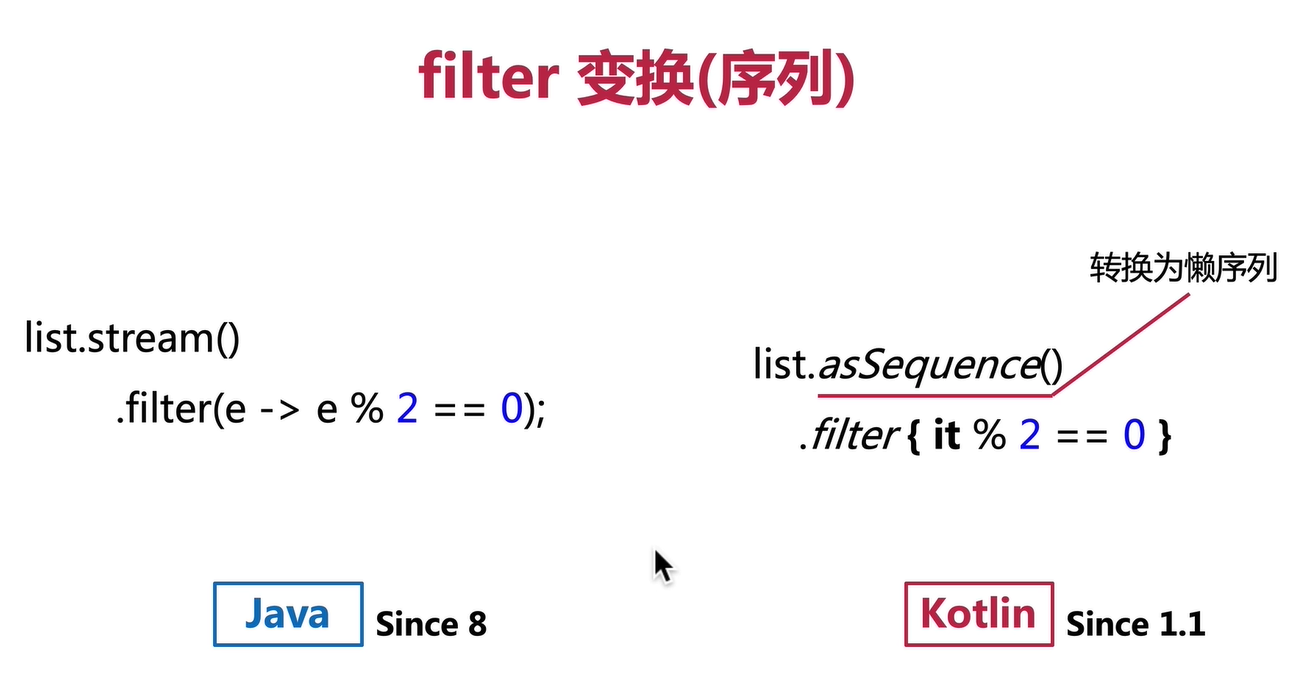 filter 变换(序列)
list.stream()
.filter(e -> e % 2 == 0);
转换为懒序列
list.asSequence()
.filter { it % 2 == 0 }
Java Since 8
Kotlin Since 1.1